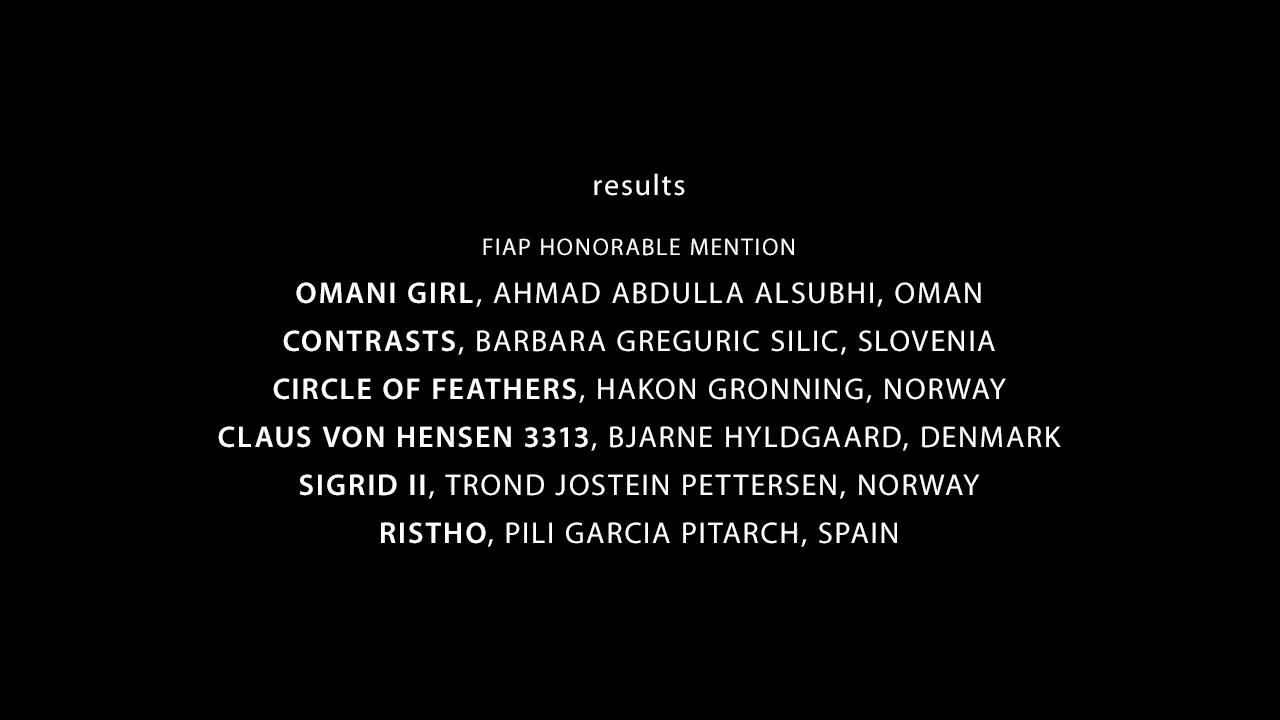 results
FIAP HONORABLE MENTION
OMANI GIRL, AHMAD ABDULLA ALSUBHI, OMAN
CONTRASTS, BARBARA GREGURIC SILIC, SLOVENIA
CIRCLE OF FEATHERS, HAKON GRONNING, NORWAY
CLAUS VON HENSEN 3313, BJARNE HYLDGAARD, DENMARK
SIGRID II, TROND JOSTEIN PETTERSEN, NORWAY
RISTHO, PILI GARCIA PITARCH, SPAIN